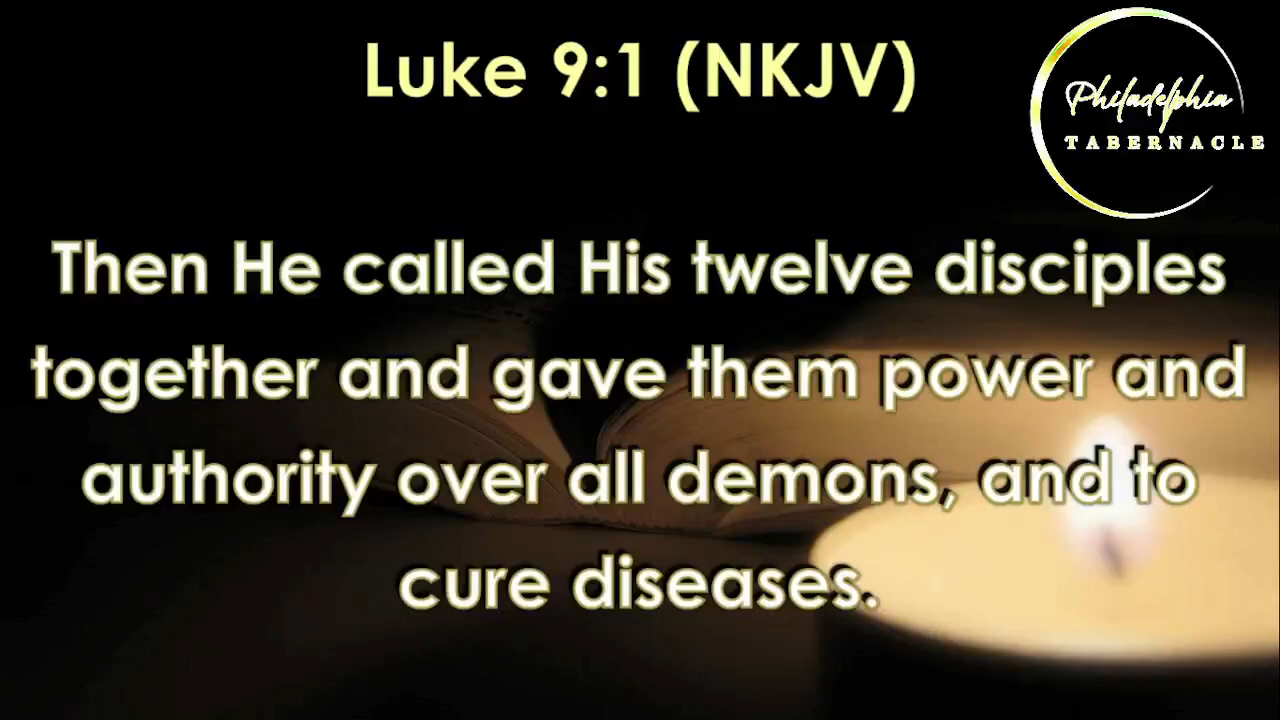 Luke 9:1 (NKJV)
Philadelphia
TABERNACLE
Then He called His twelve disciples
together and gave them power and
authority over all demons, and to
cure diseases.